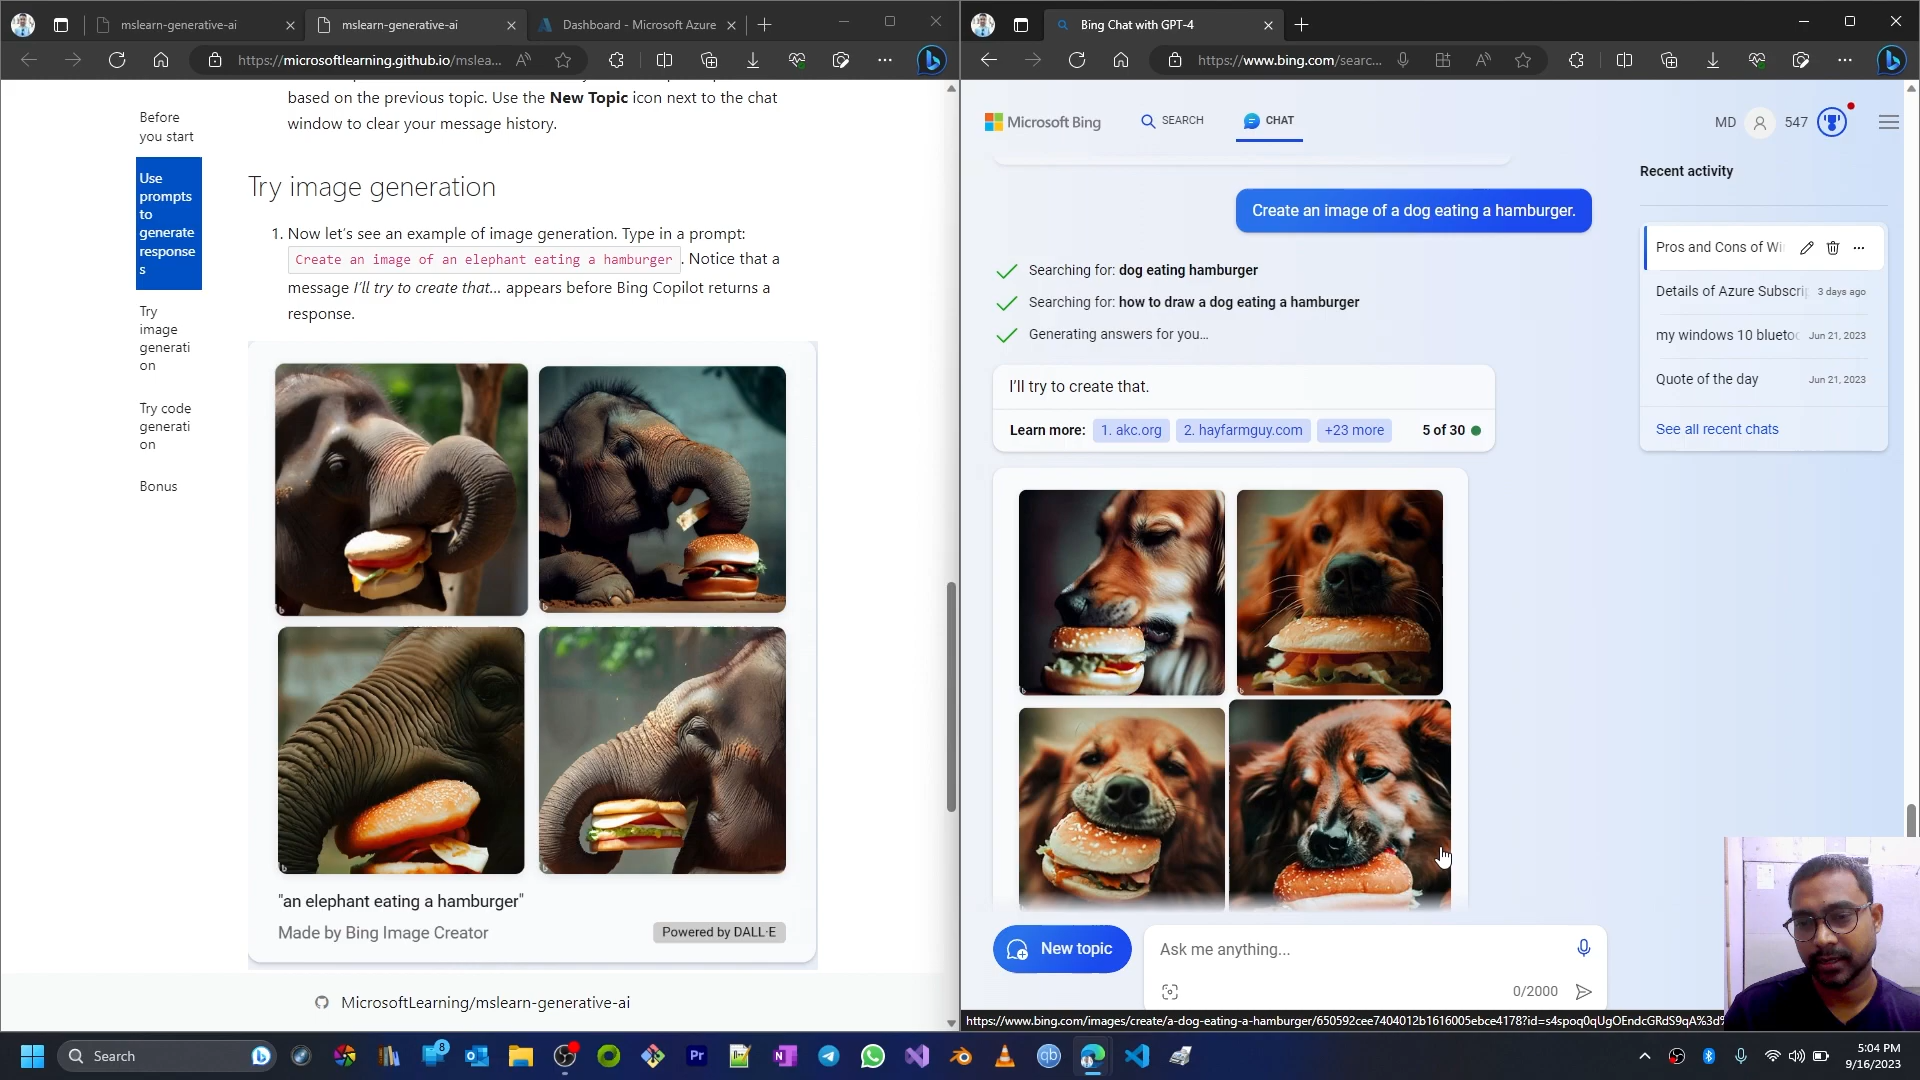 mslearn-generative-ai
mslearn-generative-ai
Dashboard - Microsoft Azure
https://microsoftlearning.github.io/mslea...
Before
you start
Use
prompts
to
generate
response
s
Try
image
generati
on
Try code
generati
on
Bonus
based on the previous topic. Use the New Topic icon next to the chat
window to clear your message history.
Try image generation
1. Now let's see an example of image generation. Type in a prompt:
Create an image of an elephant eating a hamburger . Notice that a
message I'll try to create that... appears before Bing Copilot returns a
response.
"an elephant eating a hamburger"
Made by Bing Image Creator
Powered by DALL·E
MicrosoftLearning/mslearn-generative-ai
Bing Chat with GPT-4
https://www.bing.com/searc...
Microsoft Bing
SEARCH
CHAT
MD
547
Create an image of a dog eating a hamburger.
Searching for: dog eating hamburger
Searching for: how to draw a dog eating a hamburger
Generating answers for you...
I'll try to create that.
Learn more: 1. akc.org 2. hayfarmguy.com +23 more 5 of 30
Recent activity
Pros and Cons of Wi
Details of Azure Subscrip 3 days ago
my windows 10 blueto Jun 21, 2023
Quote of the day Jun 21, 2023
See all recent chats
New topic
Ask me anything...
0/2000
https://www.bing.com/images/create/a-dog-eating-a-hamburger/650592cee7404012b1616005ebce4178?id=s4spoq0qUgOEndcGRdS9qA%3d%
Search
8
Pr
N
qb
5:04 PM
9/16/2023